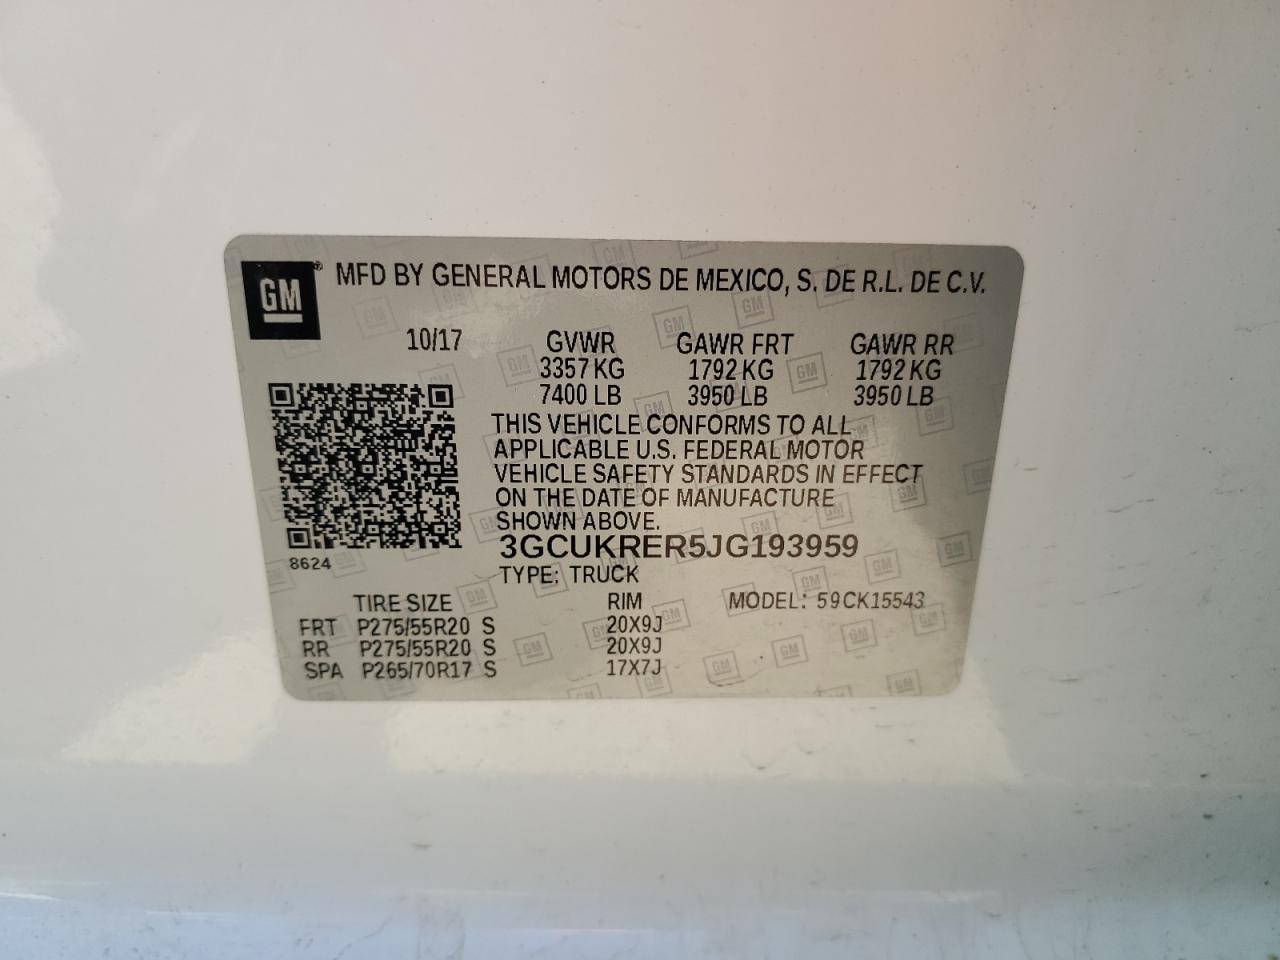 GM® MFD BY GENERAL MOTORS DE MEXICO, S. DE R.L. DE C.V.
10/17 GVWR GAWR FRT GAWR RR
3357 KG 1792 KG 1792 KG
7400 LB 3950 LB 3950 LB
THIS VEHICLE CONFORMS TO ALL
APPLICABLE U.S. FEDERAL MOTOR
VEHICLE SAFETY STANDARDS IN EFFECT
ON THE DATE OF MANUFACTURE
SHOWN ABOVE.
3GCUKRER5JG193959
8624
TYPE: TRUCK
TIRE SIZE RIM MODEL: 59CK15543
FRT P275/55R20 S 20X9J
RR P275/55R20 S 20X9J
SPA P265/70R17 S 17X7J